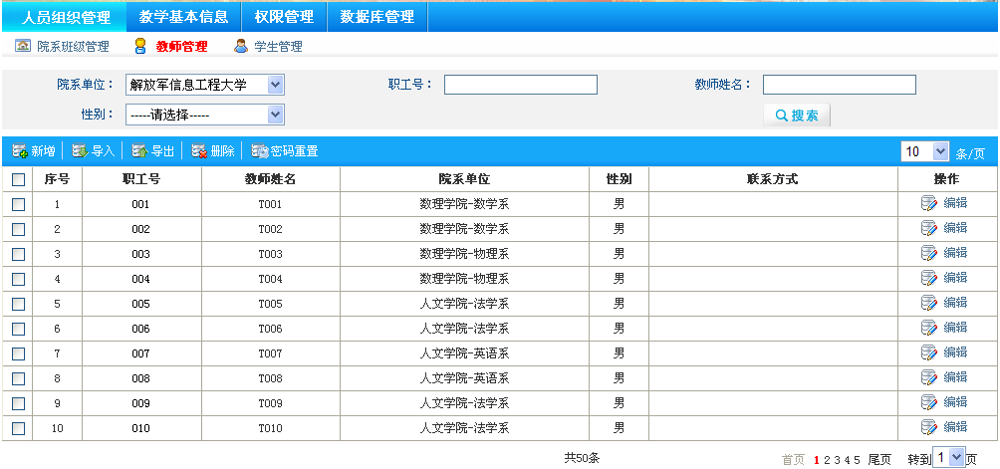 人员组织管理 教学基本信息 权限管理 数据库管理
院系班级管理 教师管理 学生管理
院系单位： 解放军信息工程大学 职工号： 教师姓名：
性别： -----请选择----- 搜索
新增 导入 导出 删除 密码重置 10 条/页
序号 职工号 教师姓名 院系单位 性别 联系方式 操作
1 001 T001 数理学院-数学系 男 编辑
2 002 T002 数理学院-数学系 男 编辑
3 003 T003 数理学院-物理系 男 编辑
4 004 T004 数理学院-物理系 男 编辑
5 005 T005 人文学院-法学系 男 编辑
6 006 T006 人文学院-法学系 男 编辑
7 007 T007 人文学院-英语系 男 编辑
8 008 T008 人文学院-英语系 男 编辑
9 009 T009 人文学院-法学系 男 编辑
10 010 T010 人文学院-法学系 男 编辑
共50条 首页 1 2 3 4 5 尾页 转到 1 页